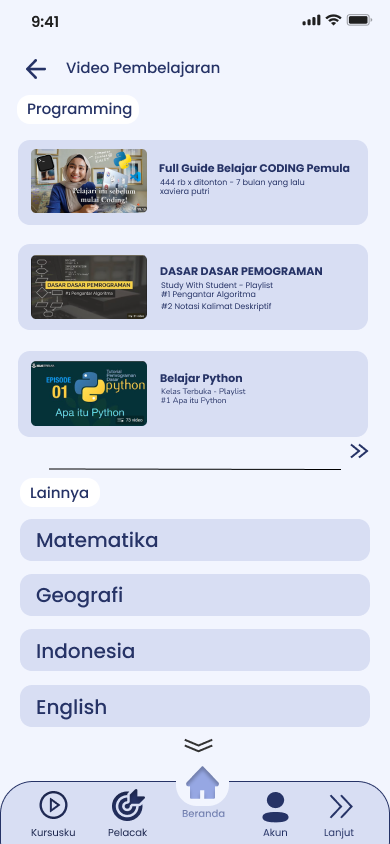 9:41
Video Pembelajaran
Programming
Pelajari ini sebelum
mulai Coding!
Full Guide Belajar CODING Pemula
444 rb x ditonton - 7 bulan yang lalu
xaviera putri
DASAR DASAR PEMROGRAMAN
#1 Pengantar Algoritma
DASAR DASAR PEMOGRAMAN
Study With Student - Playlist
#1 Pengantar Algoritma
#2 Notasi Kalimat Deskriptif
EPISODE
01
Tutorial
Pemrograman
Dasar
python
Apa itu Python
73 video
Belajar Python
Kelas Terbuka - Playlist
#1 Apa itu Python
Lainnya
Matematika
Geografi
Indonesia
English
Kursusku
Pelacak
Beranda
Akun
Lanjut